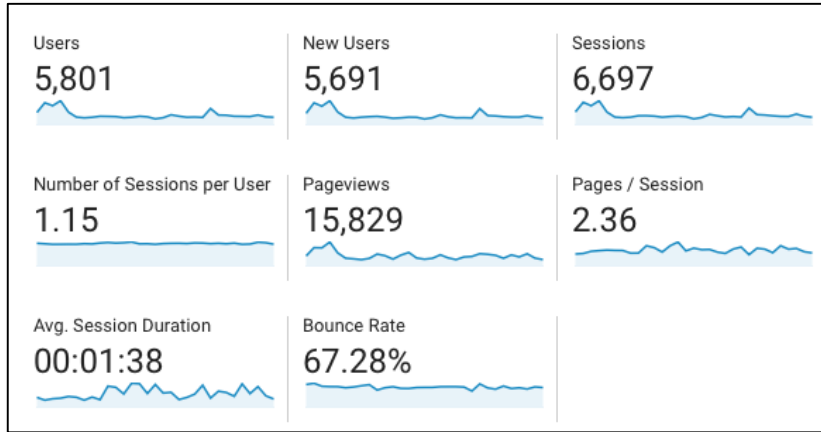 Users
5,801
New Users
5,691
Sessions
6,697
Number of Sessions per User
1.15
Pageviews
15,829
Pages / Session
2.36
Avg. Session Duration
00:01:38
Bounce Rate
67.28%